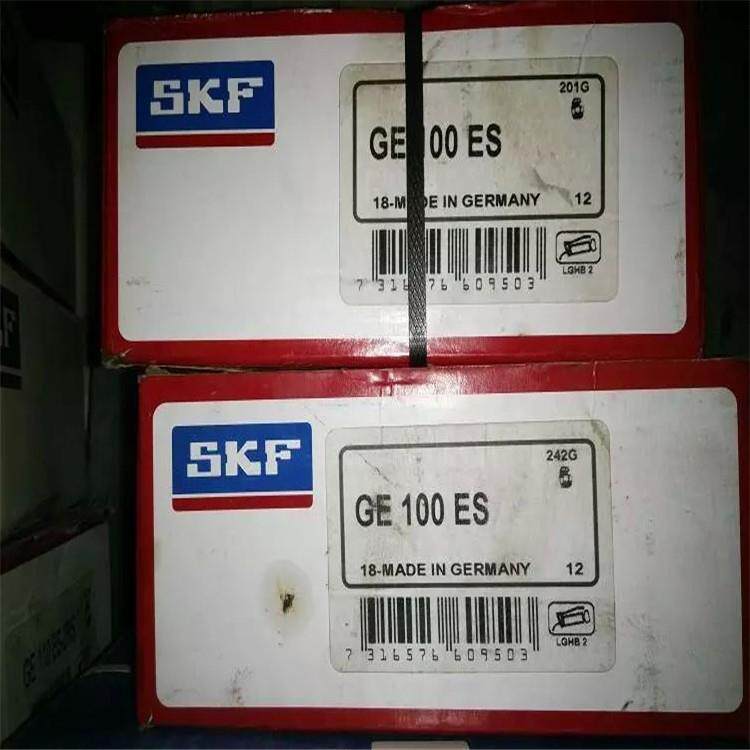 SKF
201G
GE 100 ES
18-MADE IN GERMANY 12
LGHB 2
7 316576 609503
SKF
242G
GE 100 ES
18-MADE IN GERMANY 12
LGHB 2
7 316576 609503